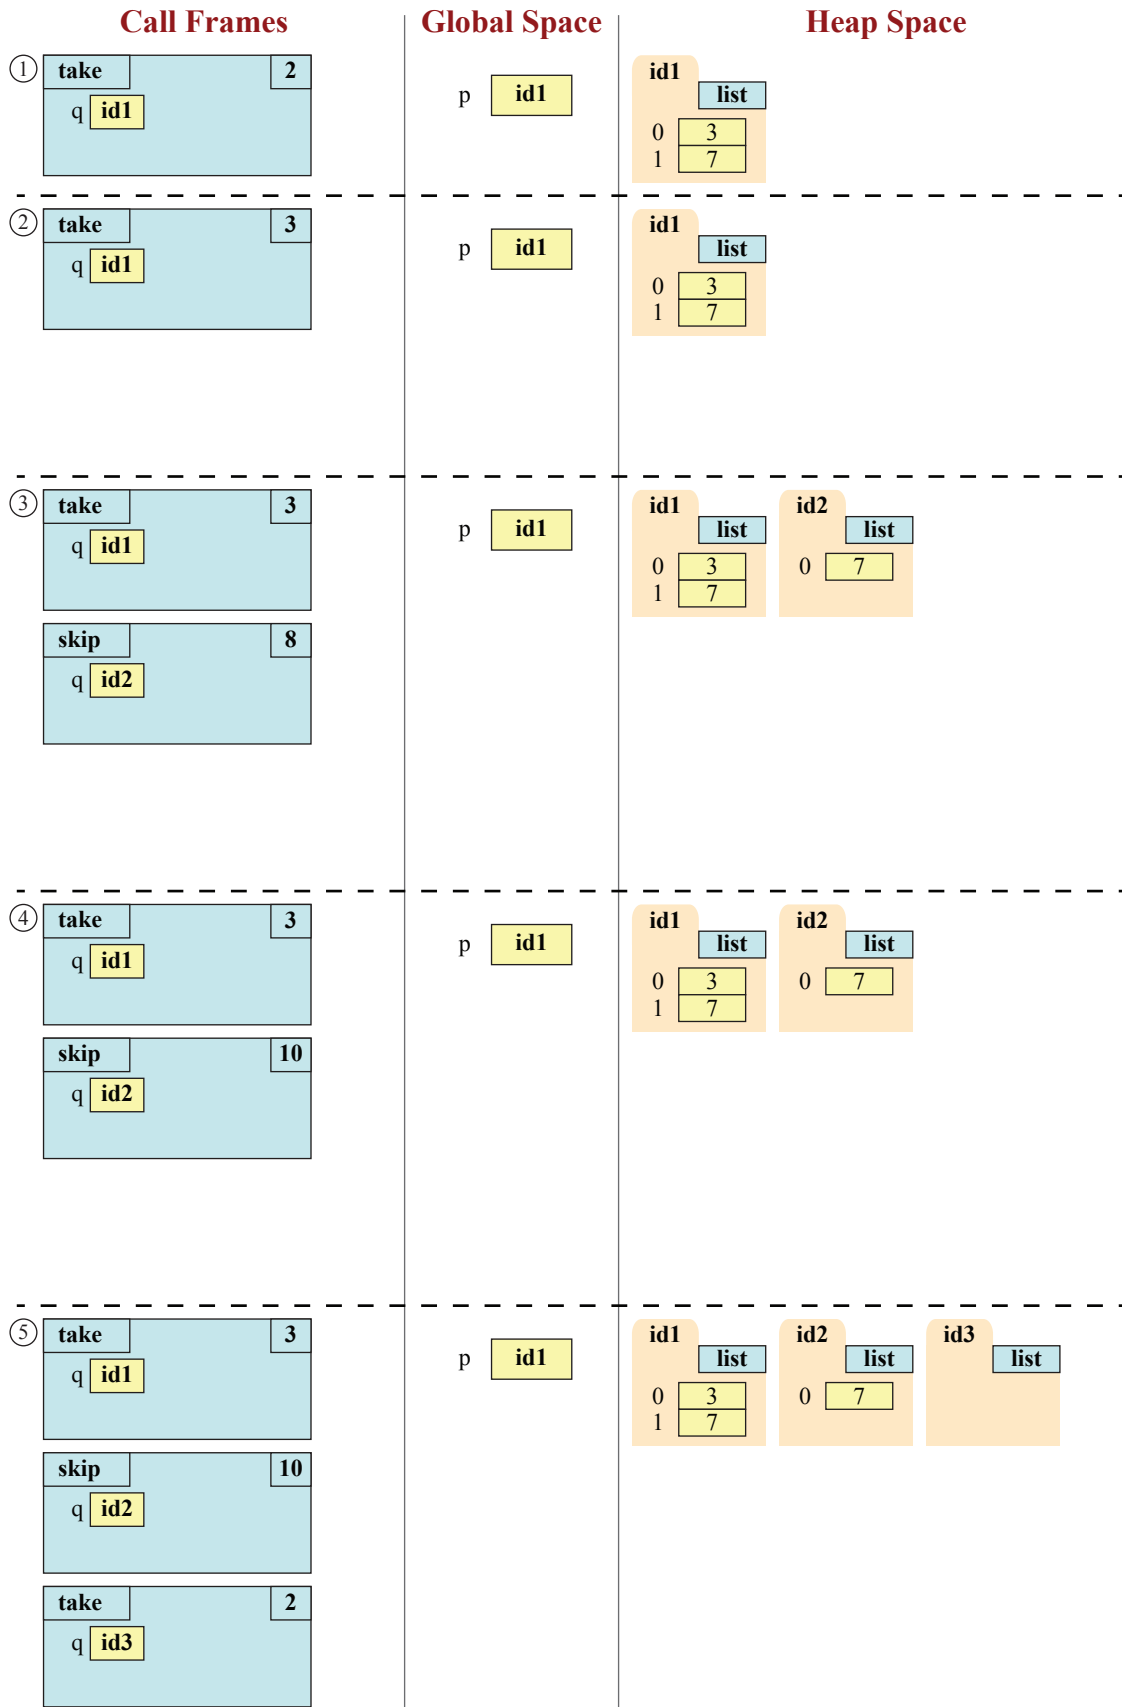 Call Frames Global Space Heap Space
1 take 2 p id1 id1
q id1 list
0 3
1 7
2 take 3 p id1 id1
q id1 list
0 3
1 7
3 take 3 p id1 id1 id2
q id1 list list
0 3 0 7
1 7
skip 8
q id2
4 take 3 p id1 id1 id2
q id1 list list
0 3 0 7
1 7
skip 10
q id2
5 take 3 p id1 id1 id2 id3
q id1 list list list
0 3 0 7
1 7
skip 10
q id2
take 2
q id3